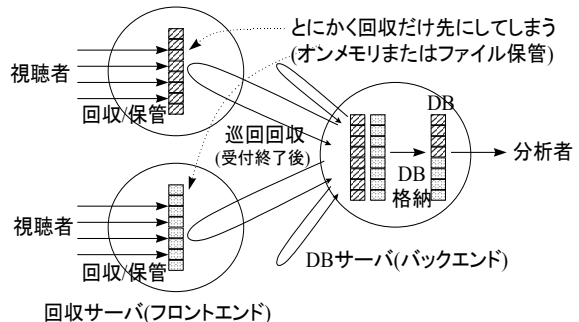 とにかく回収だけ先にしてしまう
(オンメモリまたはファイル保管)
視聴者
回収/保管
巡回回収
(受付終了後)
DB
分析者
DB
格納
視聴者
回収/保管
DBサーバ(バックエンド)
回収サーバ(フロントエンド)